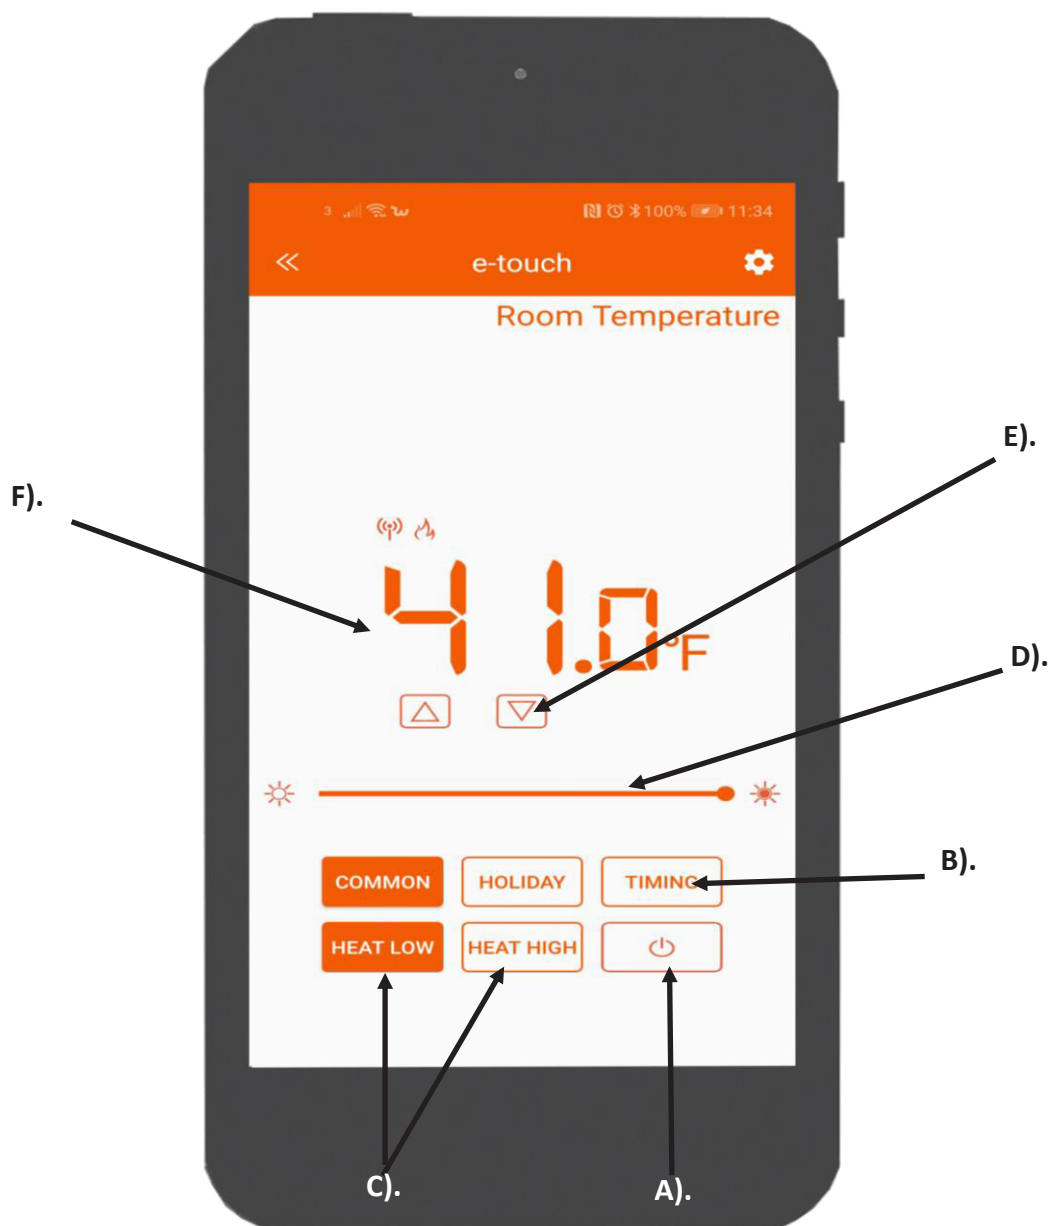 3 100% 11:34
e-touch
Room Temperature
E).
F).
41.0°F
D).
B).
COMMON HOLIDAY TIMING
HEAT LOW HEAT HIGH
C).
A).